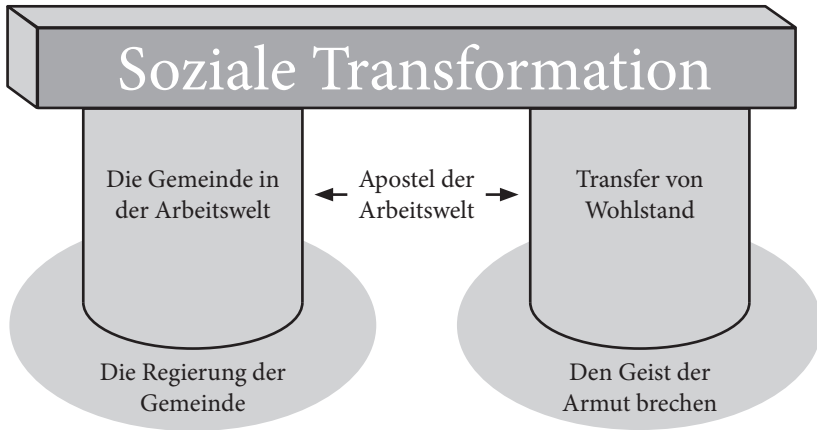 Soziale Transformation
Die Gemeinde in
der Arbeitswelt
Apostel der
Arbeitswelt
Transfer von
Wohlstand
Die Regierung der
Gemeinde
Den Geist der
Armut brechen